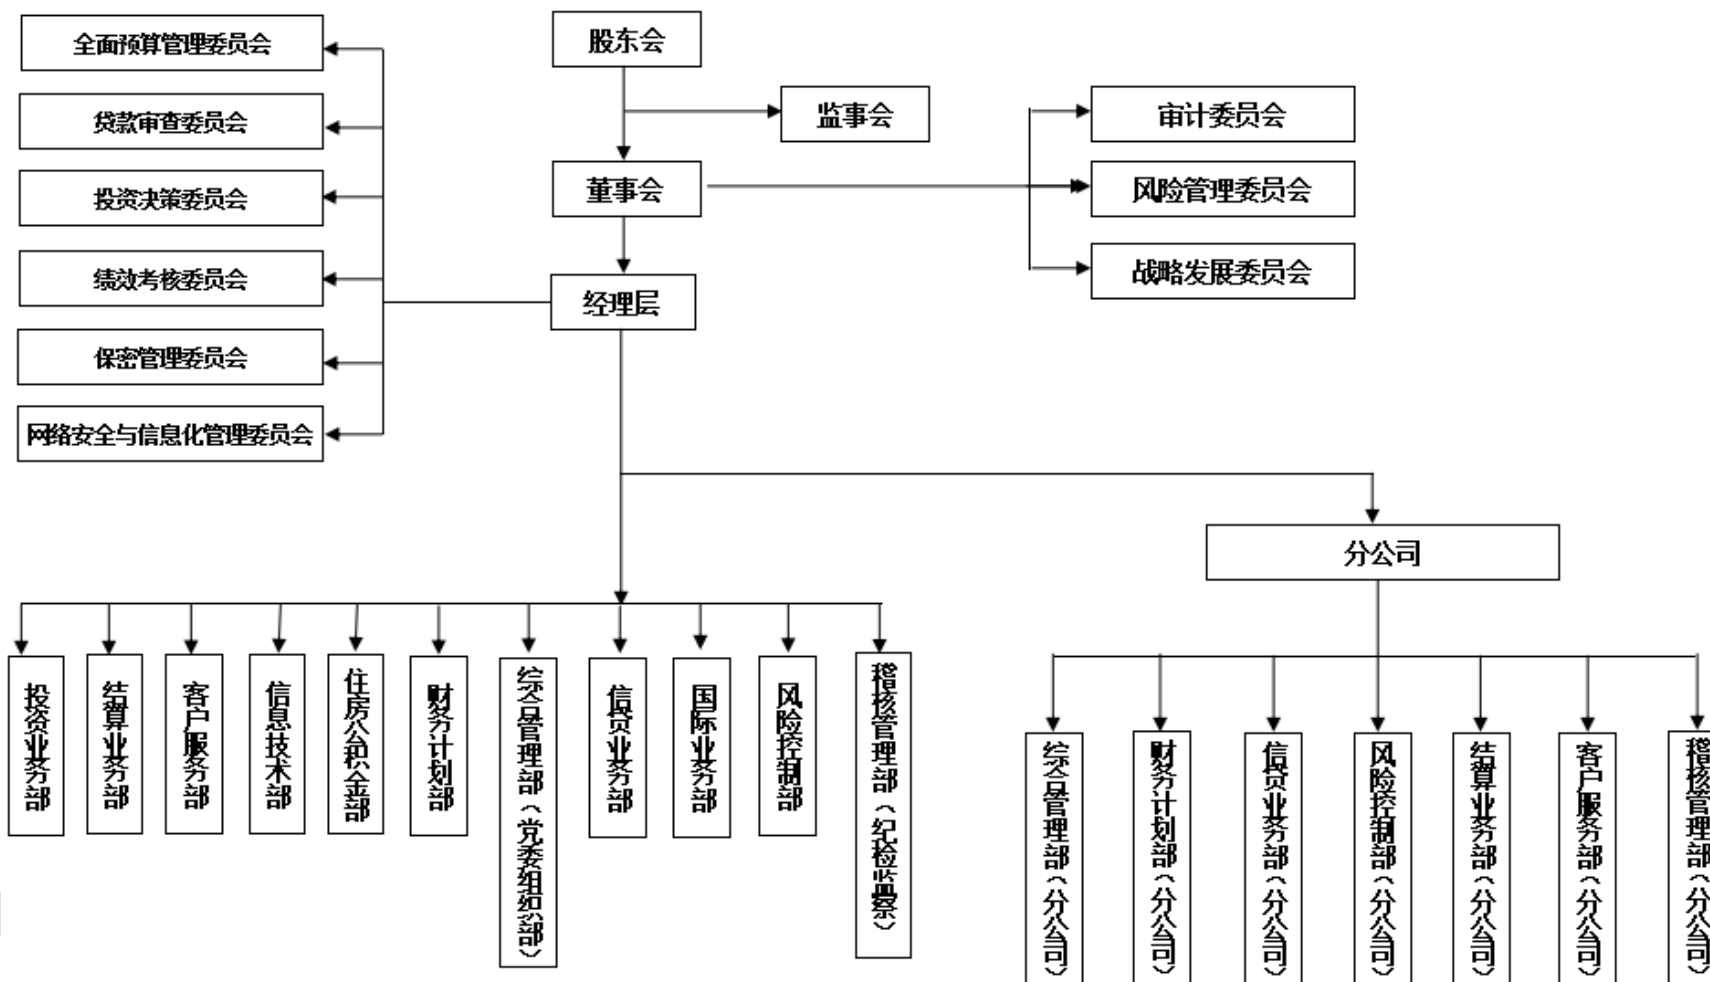 全面预算管理委员会
贷款审查委员会
投资决策委员会
绩效考核委员会
保密管理委员会
网络安全与信息化管理委员会
股东会
监事会
董事会
经理层
审计委员会
风险管理委员会
战略发展委员会
分公司
投资业务部
结算业务部
客户服务部
信息技术部
住房公积金部
财务计划部
综合管理部（党委组织部）
信贷业务部
国际业务部
风险控制部
稽核管理部（纪检监察）
综合管理部（分公司）
财务计划部（分公司）
信贷业务部（分公司）
风险控制部（分公司）
结算业务部（分公司）
客户服务部（分公司）
稽核管理部（分公司）